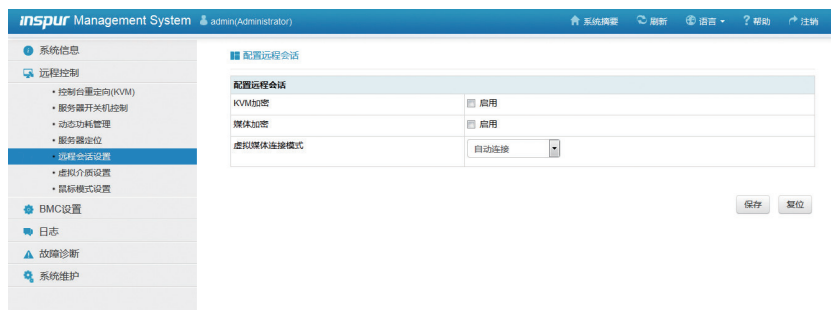 inspur Management System admin(Administrator) 系统摘要 刷新 语言 帮助 注销
系统信息
远程控制
• 控制台重定向(KVM)
• 服务器开关机控制
• 动态功耗管理
• 服务器定位
• 远程会话设置
• 虚拟介质设置
• 鼠标模式设置
BMC设置
日志
故障诊断
系统维护
配置远程会话
配置远程会话
KVM加密 启用
媒体加密 启用
虚拟媒体连接模式 自动连接
保存 复位